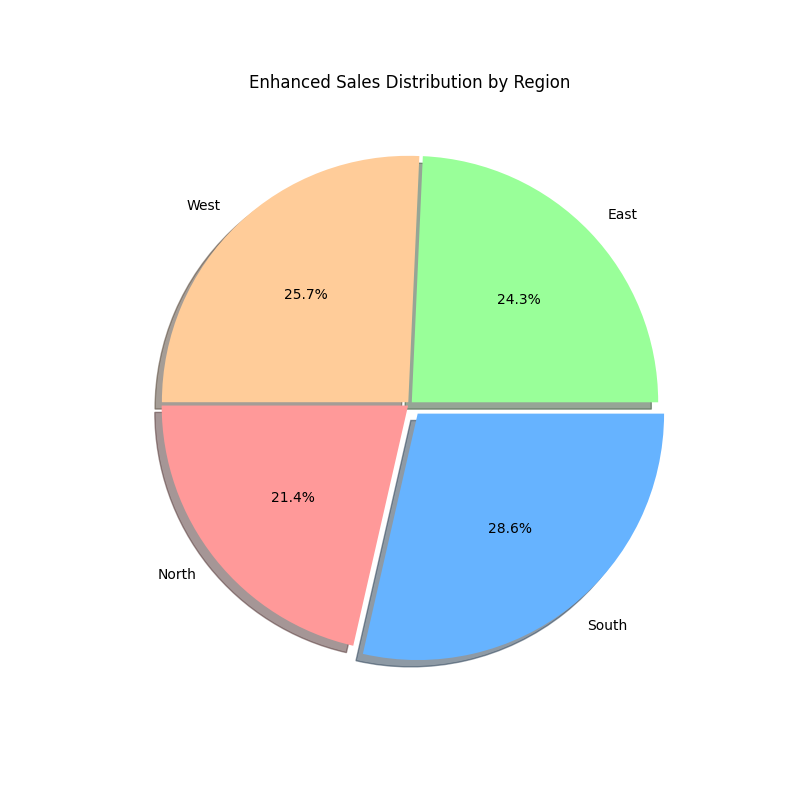 Enhanced Sales Distribution by Region
West
East
25.7%
24.3%
21.4%
28.6%
North
South